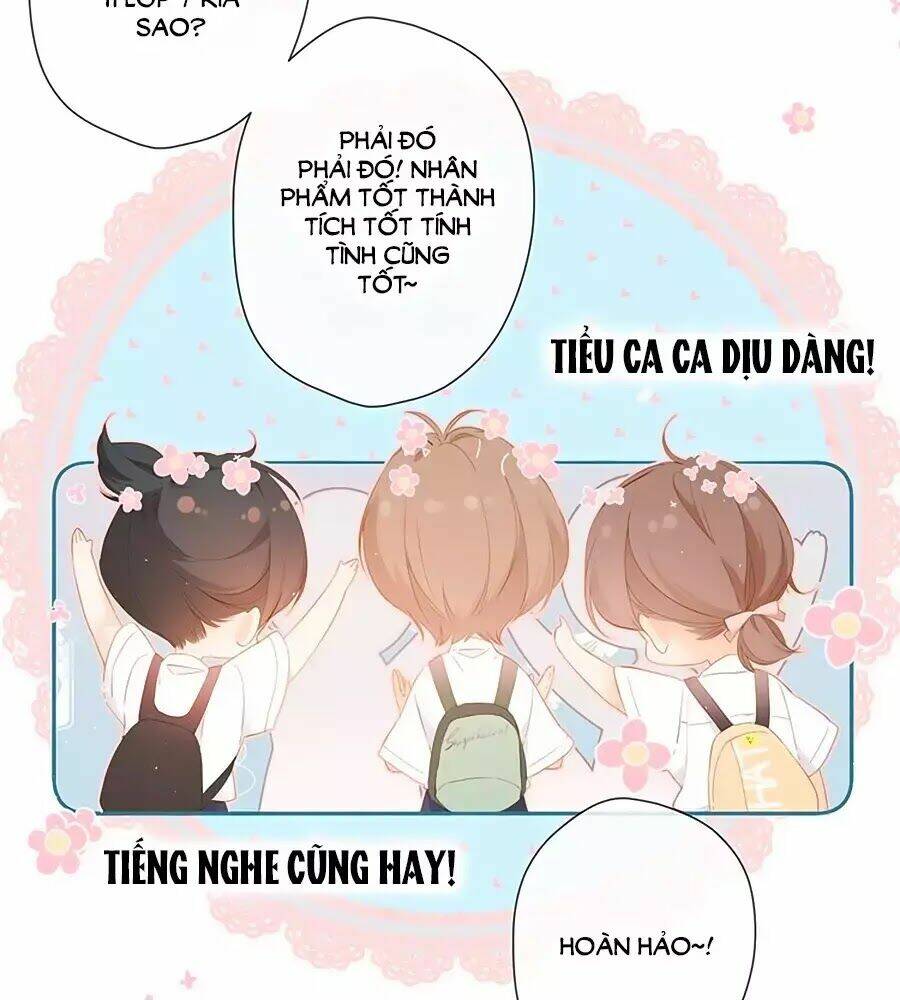 SAO?
PHẢI ĐÓ
PHẢI ĐÓ! NHÂN
PHẨM TỐT THÀNH
TÍCH TỐT TÍNH
TÌNH CŨNG
TỐT~
TIỂU CA CA DỊU DÀNG!
TIẾNG NGHE CŨNG HAY!
HOÀN HẢO~!